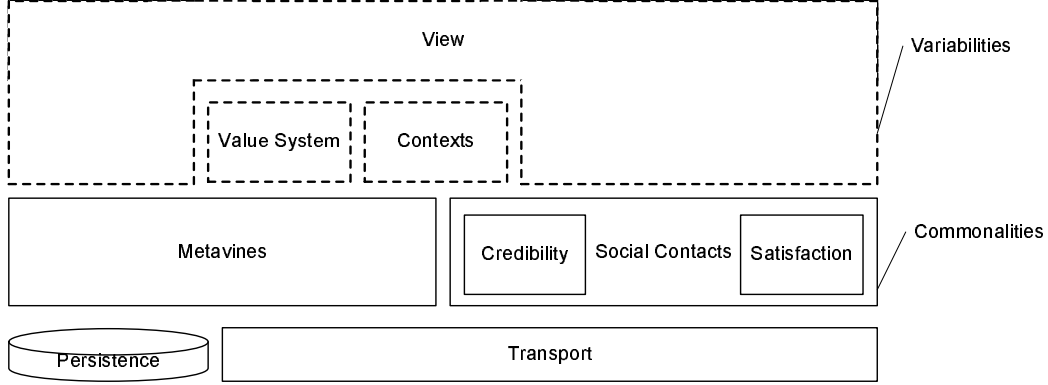 View
Variabilities
Value System
Contexts
Metavines
Credibility
Social Contacts
Satisfaction
Commonalities
Persistence
Transport